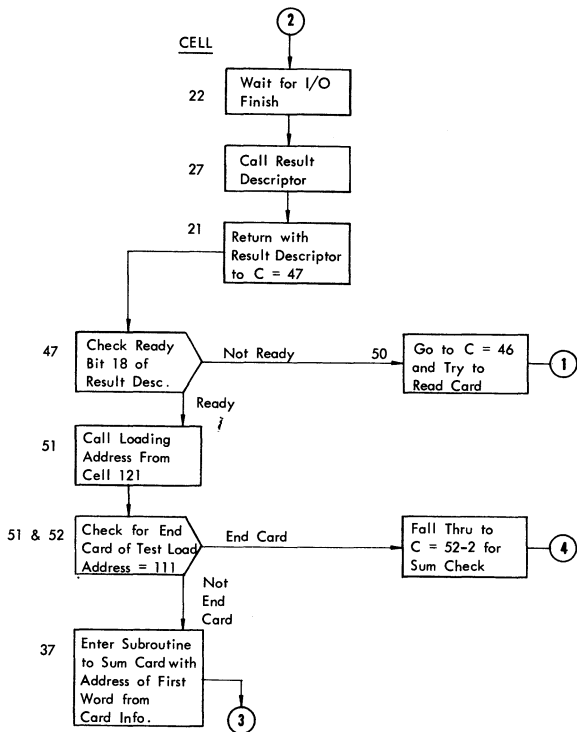 2
CELL
22
Wait for I/O
Finish
27
Call Result
Descriptor
21
Return with
Result Descriptor
to C = 47
47
Check Ready
Bit 18 of
Result Desc.
Not Ready
50
Go to C = 46
and Try to
Read Card
1
Ready
51
Call Loading
Address From
Cell 121
51 & 52
Check for End
Card of Test Load
Address = 111
End Card
Fall Thru to
C = 52-2 for
Sum Check
4
Not
End
Card
37
Enter Subroutine
to Sum Card with
Address of First
Word from
Card Info.
3